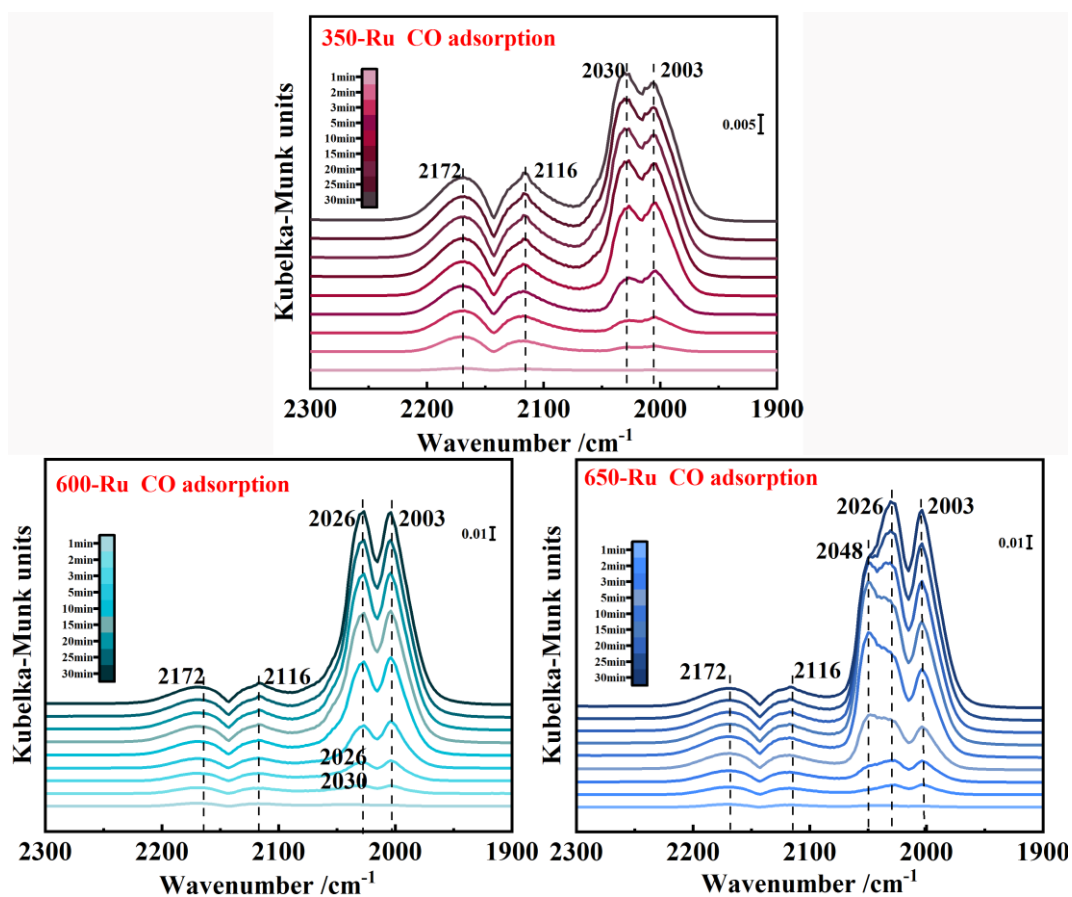 350-Ru CO adsorption
2030 2003
1min
2min
3min
5min
10min
15min
20min
25min
30min
0.005
2172 2116
Kubelka-Munk units
2300 2200 2100 2000 1900
Wavenumber /cm-1
600-Ru CO adsorption
2026 2003
0.01
1min
2min
3min
5min
10min
15min
20min
25min
30min
2172 2116
2026
2030
Kubelka-Munk units
2300 2200 2100 2000 1900
Wavenumber /cm-1
650-Ru CO adsorption
2026 2003
2048
0.01
1min
2min
3min
5min
10min
15min
20min
25min
30min
2172 2116
Kubelka-Munk units
2300 2200 2100 2000 1900
Wavenumber /cm-1